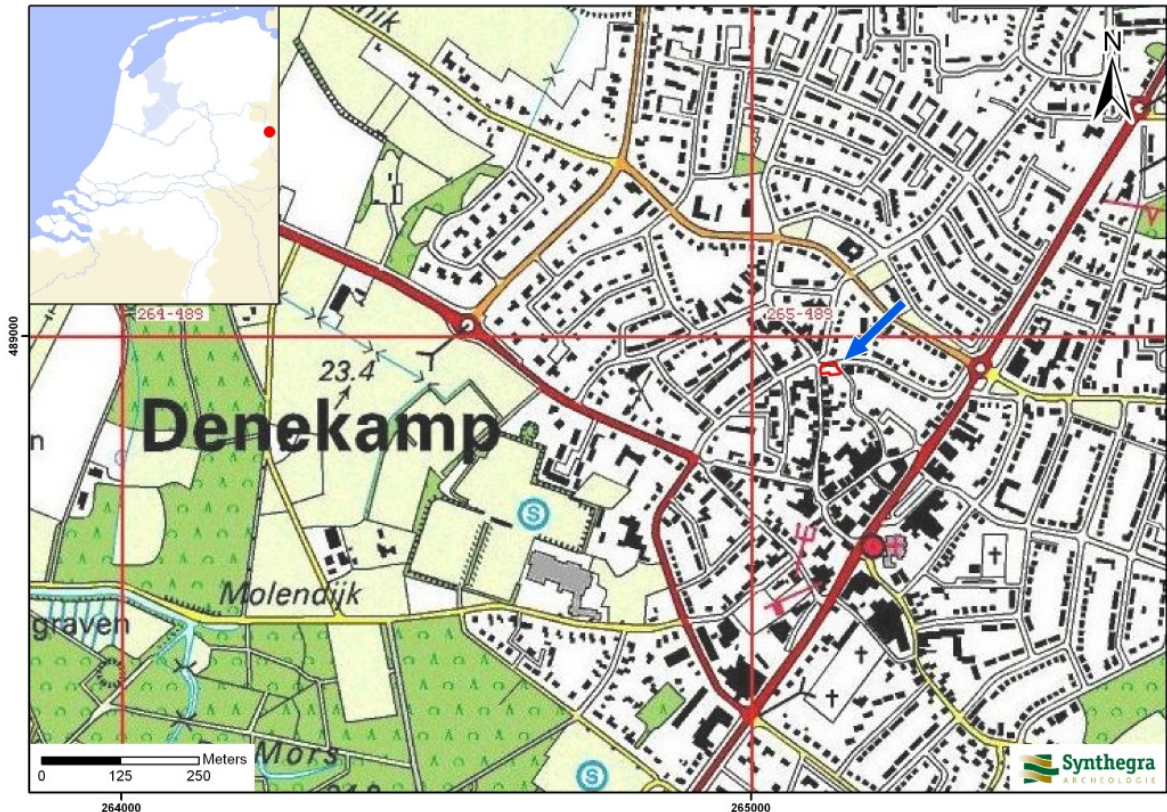 nik
N
264-489
265-489
489000
23.4
Denekamp
n
S
E
Molendijk
graven
Mors
S
Meters
0 125 250
Synthegra
ARCHEOLOGIE
264000
265000